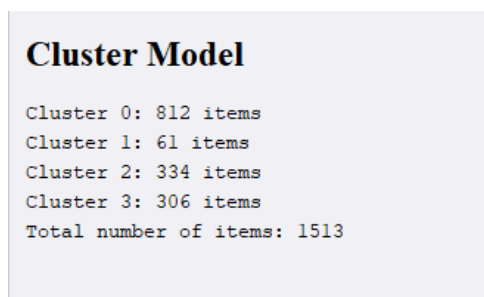 Cluster Model
Cluster 0: 812 items
Cluster 1: 61 items
Cluster 2: 334 items
Cluster 3: 306 items
Total number of items: 1513